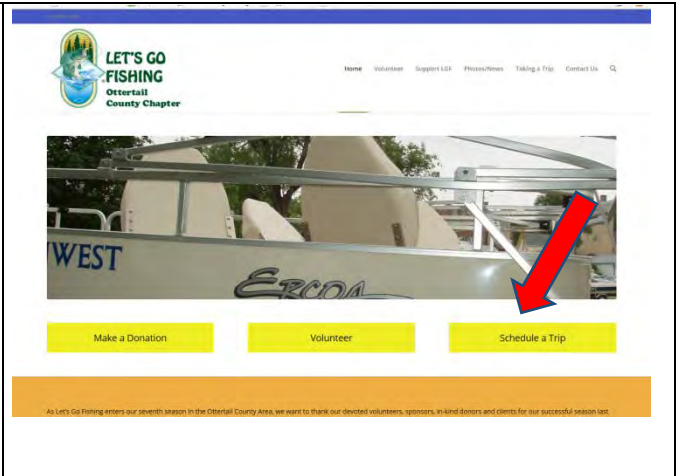 LET'S GO
FISHING
Ottertail
County Chapter
Home Volunteer Support LGF Photos/News Taking a Trip Contact Us
WEST
ERCOA
Make a Donation Volunteer Schedule a Trip
As Let's Go Fishing enters our seventh season in the Ottertail County Area, we want to thank our devoted volunteers, sponsors, in-kind donors and clients for our successful season last